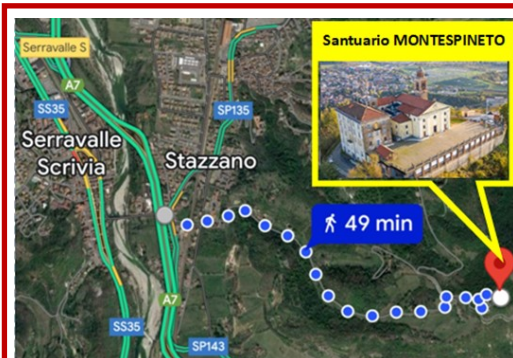 Santuario MONTESPINETO
Serravalle S
A7
SS35
SP135
Serravalle
Scrivia
Stazzano
49 min
A7
SS35
SP143